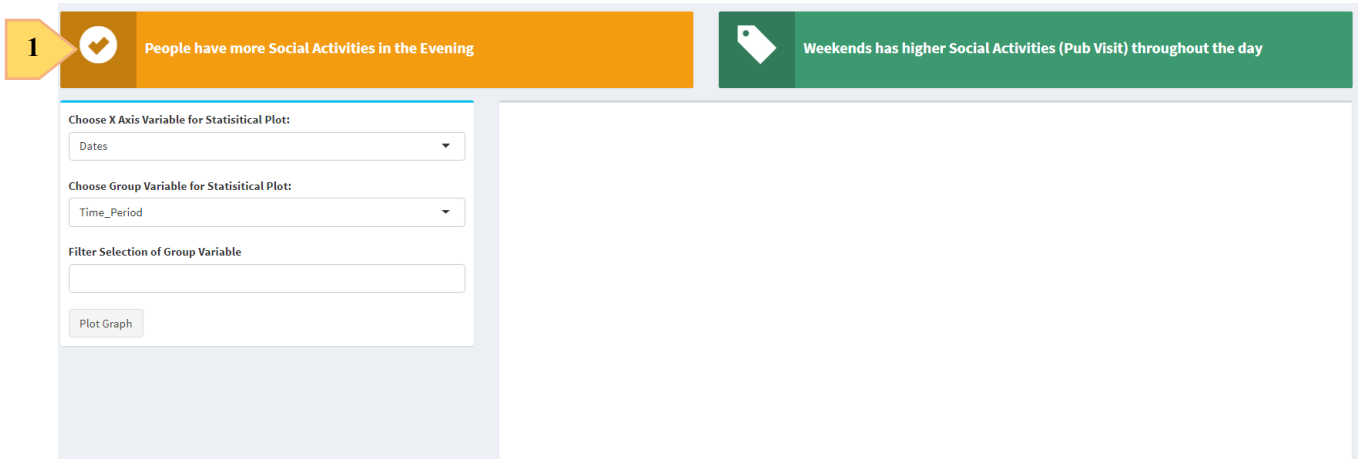 1
People have more Social Activities in the Evening
Weekends has higher Social Activities (Pub Visit) throughout the day
Choose X Axis Variable for Statisitical Plot:
Dates
Choose Group Variable for Statisitical Plot:
Time_Period
Filter Selection of Group Variable
Plot Graph